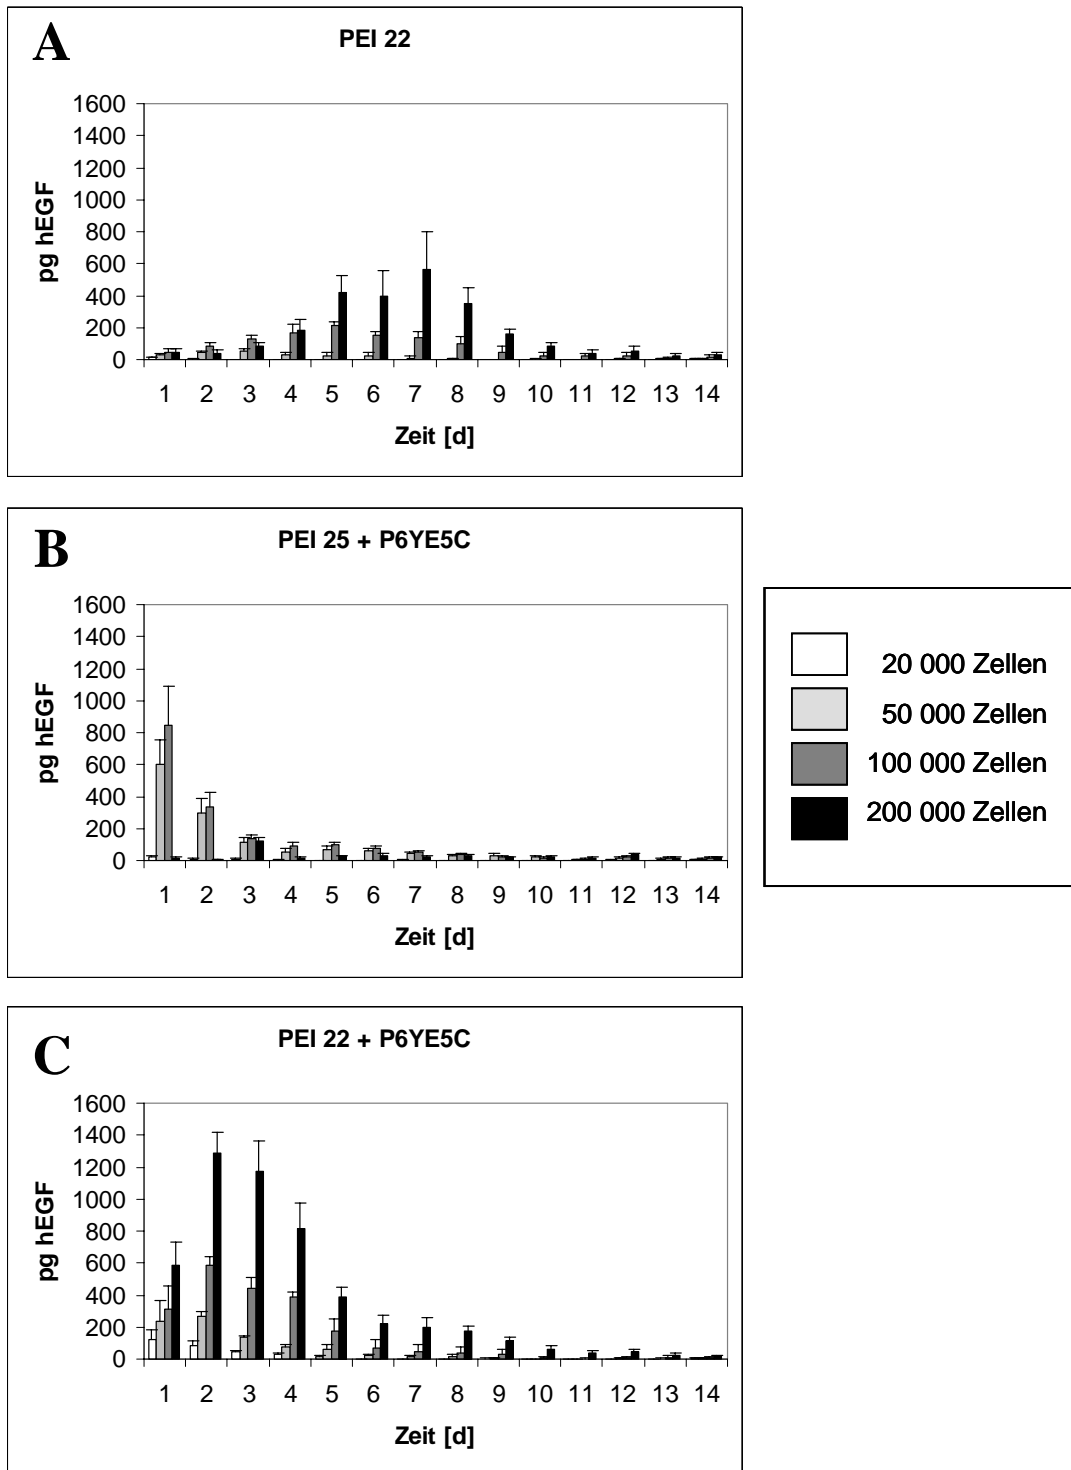 A
PEI 22
pg hEGF
1600
1400
1200
1000
800
600
400
200
0
1 2 3 4 5 6 7 8 9 10 11 12 13 14
Zeit [d]
B
PEI 25 + P6YE5C
pg hEGF
1600
1400
1200
1000
800
600
400
200
0
1 2 3 4 5 6 7 8 9 10 11 12 13 14
Zeit [d]
20 000 Zellen
50 000 Zellen
100 000 Zellen
200 000 Zellen
C
PEI 22 + P6YE5C
pg hEGF
1600
1400
1200
1000
800
600
400
200
0
1 2 3 4 5 6 7 8 9 10 11 12 13 14
Zeit [d]